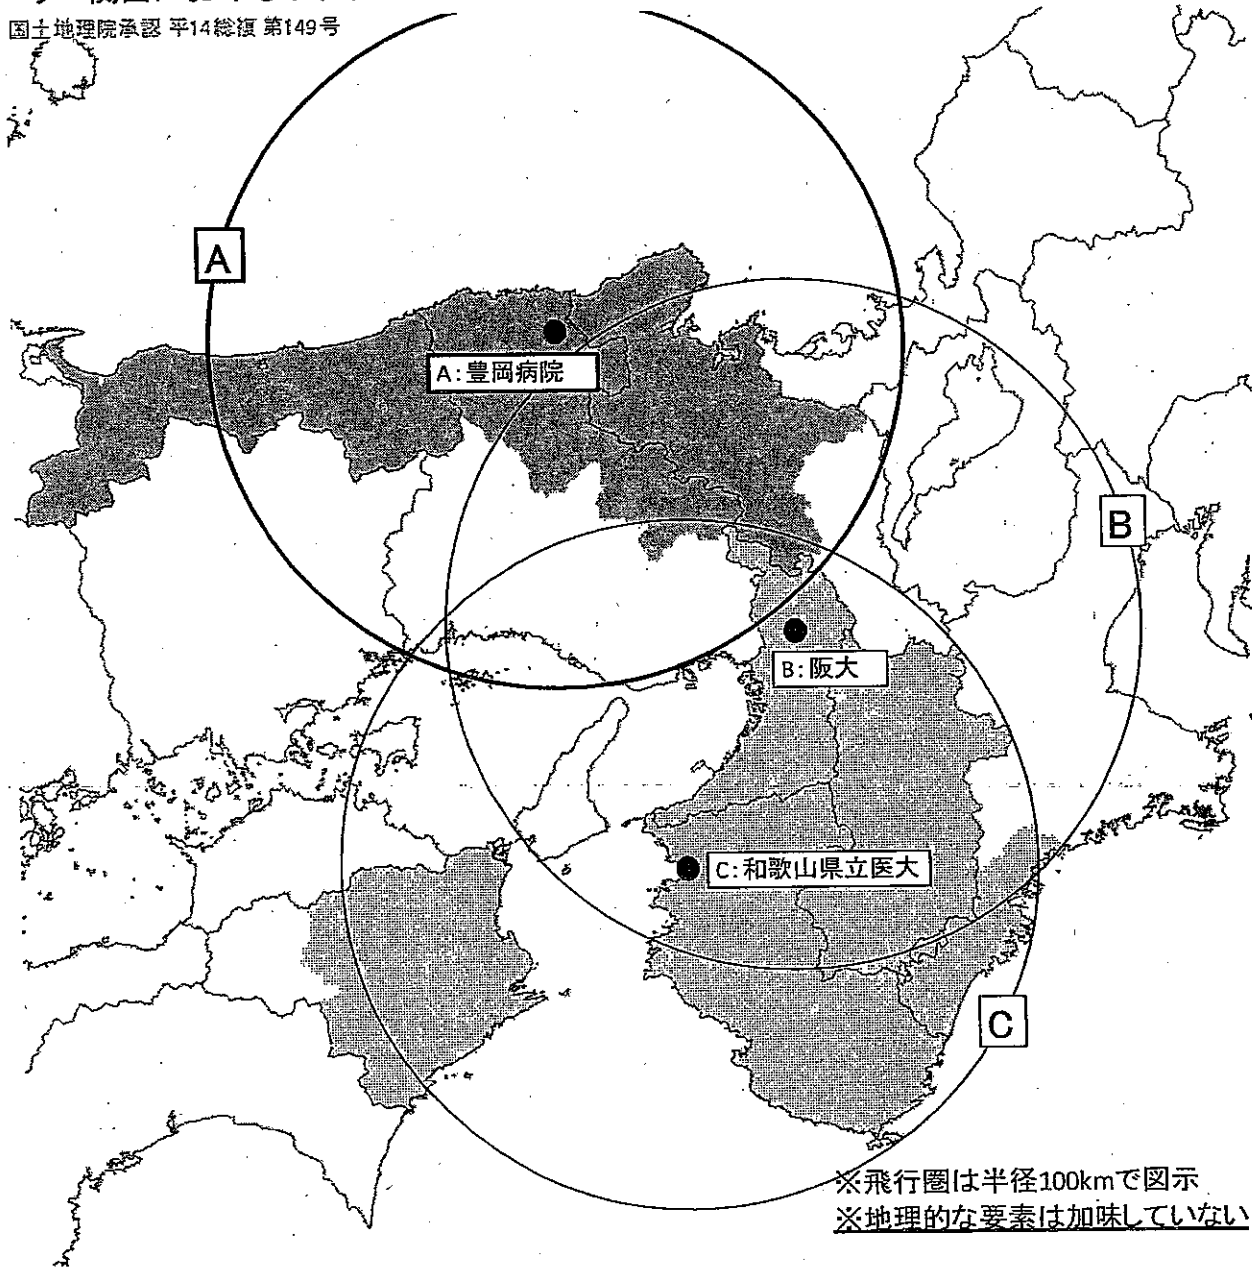 国土地理院承認 平14総複 第149号
A
A:豊岡病院
B
B:阪大
C:和歌山県立医大
C
※飛行圏は半径100kmで図示
※地理的な要素は加味していない